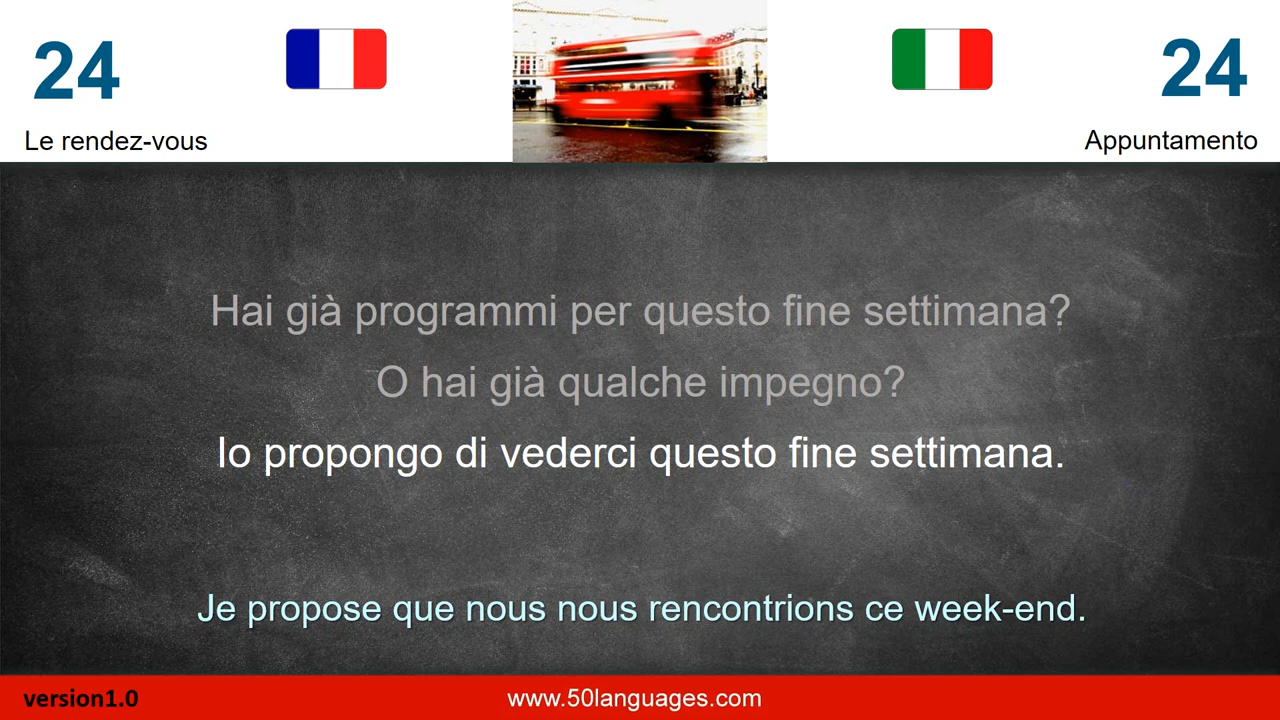 24
24
Le rendez-vous
Appuntamento
Hai già programmi per questo fine settimana?
O hai già qualche impegno?
Io propongo di vederci questo fine settimana.
Je propose que nous nous rencontrions ce week-end.
version1.0
www.50languages.com